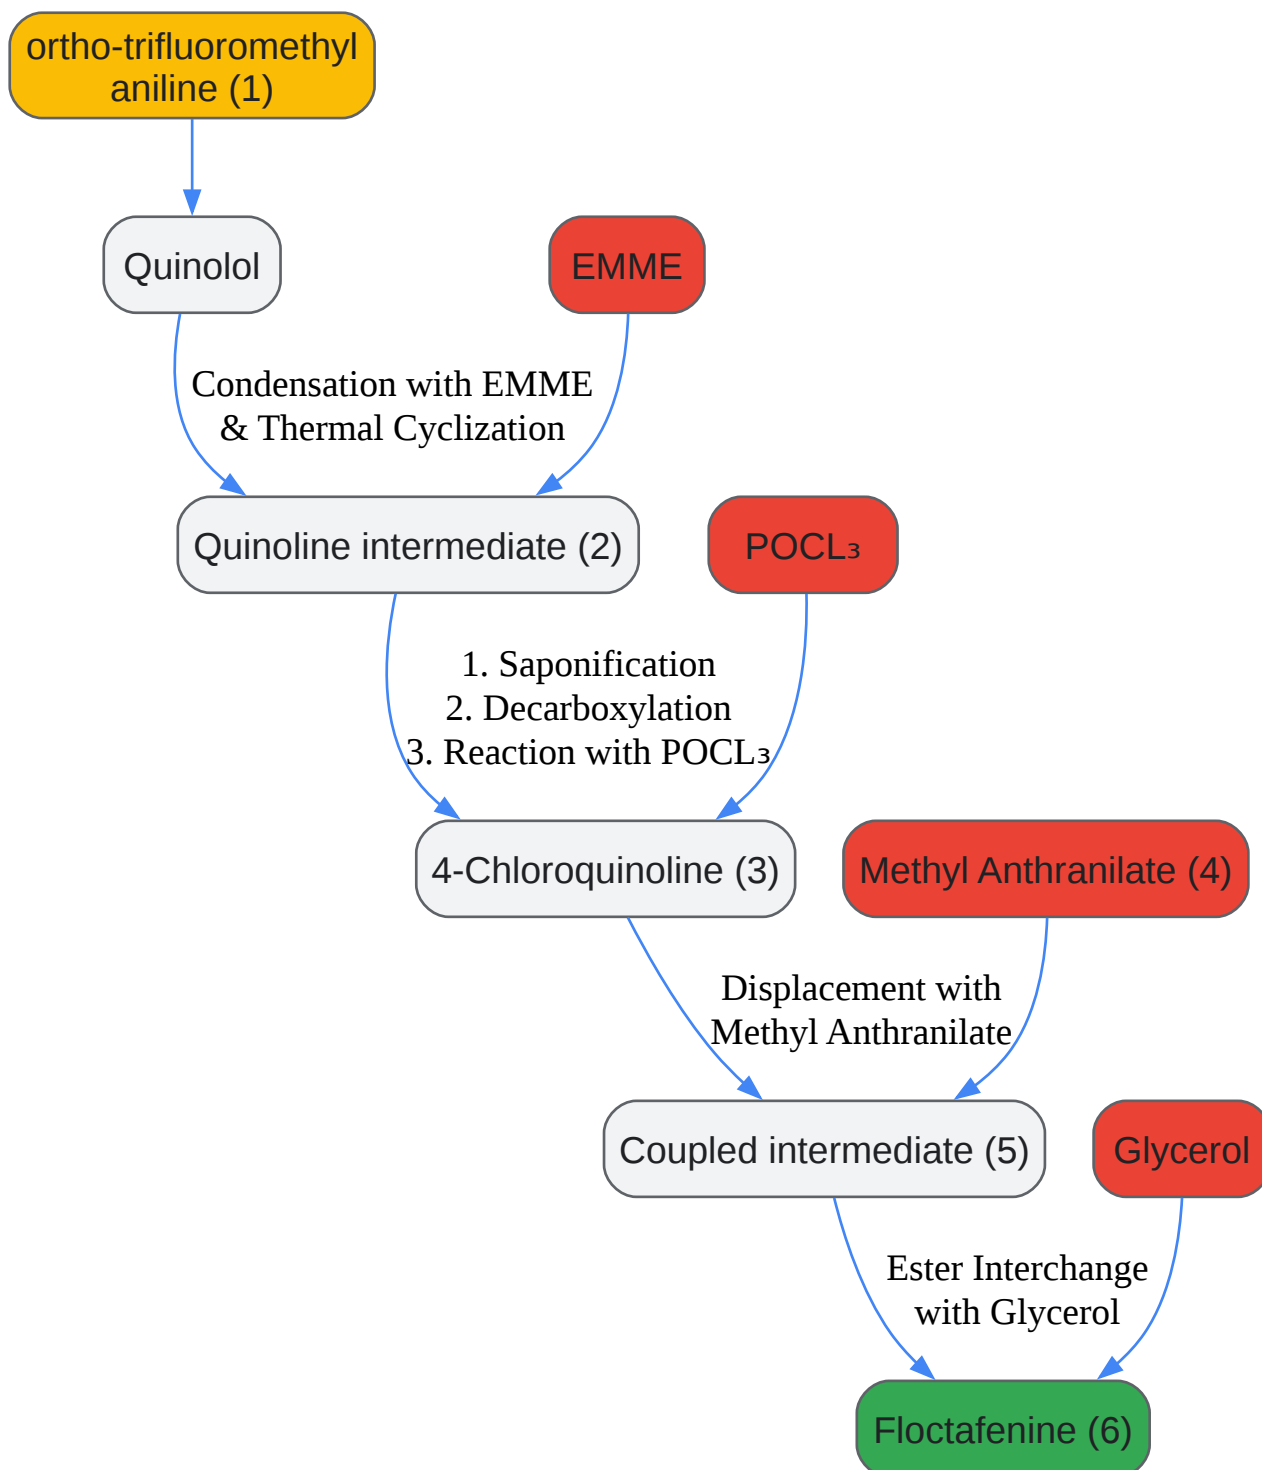 ortho-trifluoromethyl
aniline (1)
Quinolol
EMME
Condensation with EMME
& Thermal Cyclization
Quinoline intermediate (2)
POCL₃
1. Saponification
2. Decarboxylation
3. Reaction with POCL₃
4-Chloroquinoline (3)
Methyl Anthranilate (4)
Displacement with
Methyl Anthranilate
Coupled intermediate (5)
Glycerol
Ester Interchange
with Glycerol
Floctafenine (6)